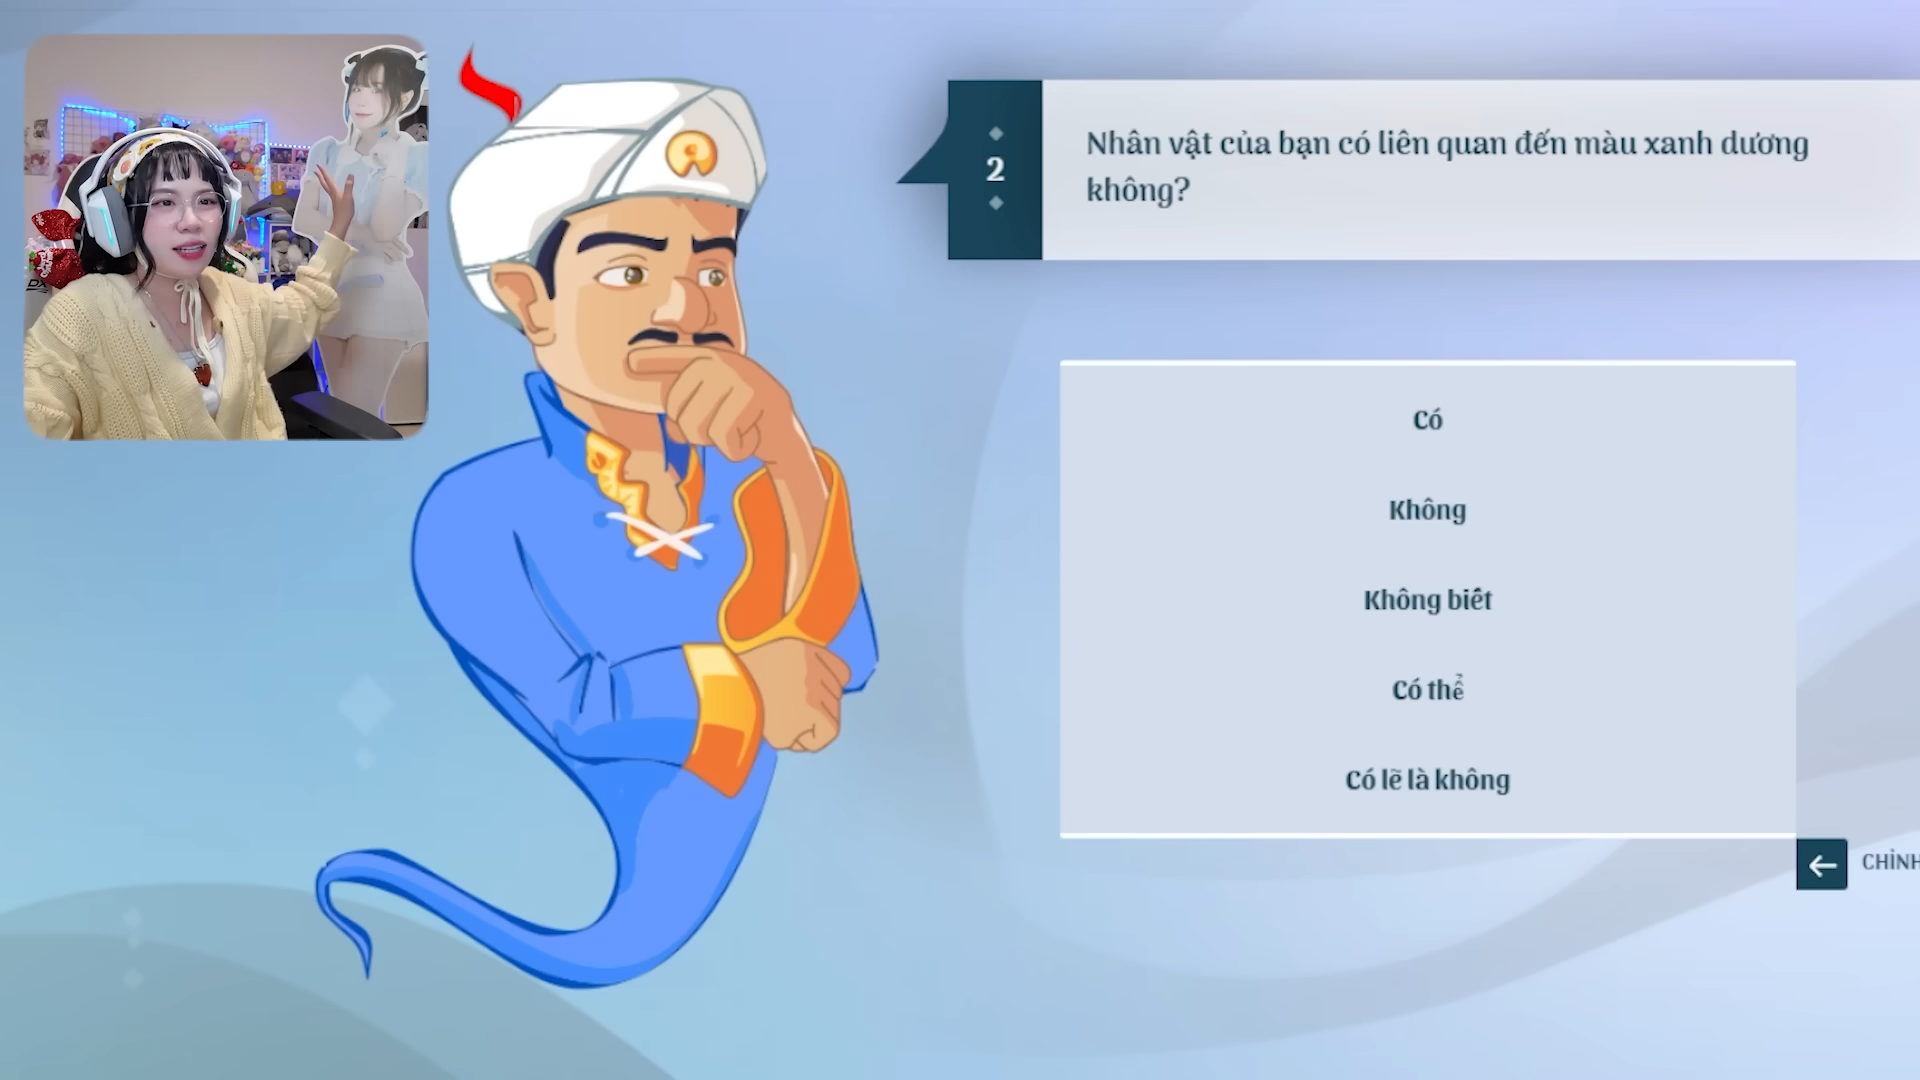 2
Nhân vật của bạn có liên quan đến màu xanh dương
không?
Có
Không
Không biết
Có thể
Có lẽ là không
CHỈNH